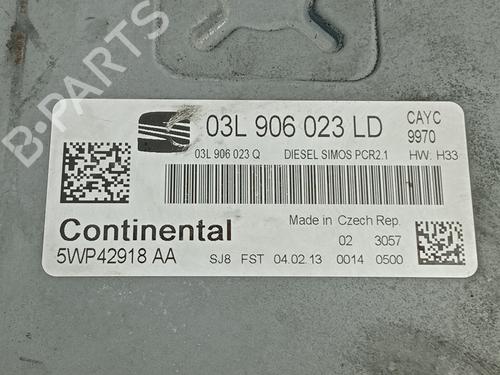 B-PARTS
03L 906 023 LD
CAYC
9970
03L 906 023 Q DIESEL SIMOS PCR2.1 HW: H33
Continental
5WP42918 AA
Made in Czech Rep.
02 3057
SJ8 FST 04.02.13 0014 0500